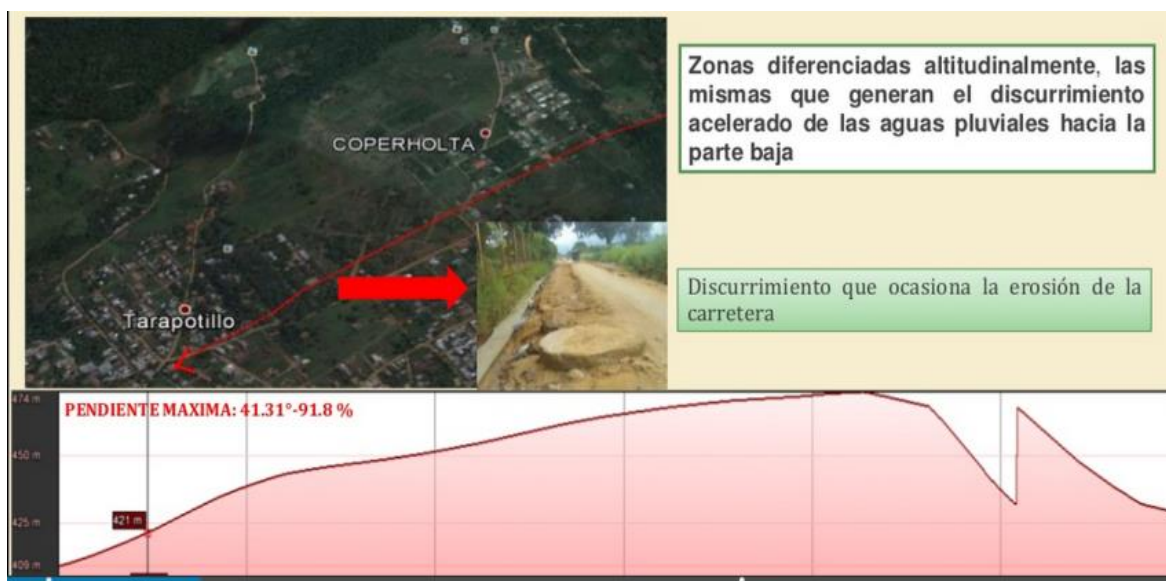 Zonas diferenciadas altitudinalmente, las
mismas que generan el discurrimiento
acelerado de las aguas pluviales hacia la
parte baja
COPERHOLTA
Discurrimiento que ocasiona la erosión de la
carretera
Tarapotillo
PENDIENTE MAXIMA: 41.31°-91.8 %
474 m
450 m
421 m
425 m
409 m